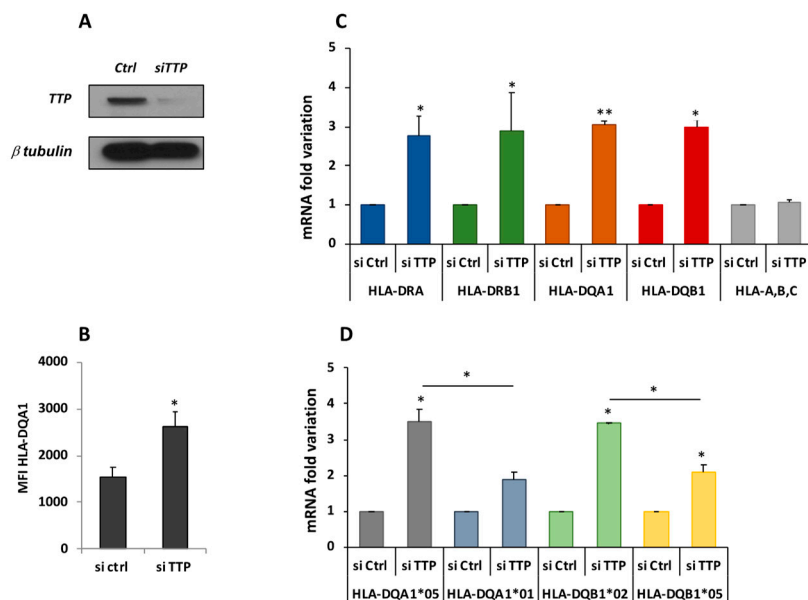 A
Ctrl siTTP
TTP
β tubulin
B
MFI HLA-DQA1
4000
3000
2000
1000
0
*
si ctrl si TTP
C
mRNA fold variation
5
4
3
2
1
0
* * ** *
si Ctrl si TTP si Ctrl si TTP si Ctrl si TTP si Ctrl si TTP si Ctrl si TTP
HLA-DRA HLA-DRB1 HLA-DQA1 HLA-DQB1 HLA-A,B,C
D
mRNA fold variation
5
4
3
2
1
0
* *
* * *
si Ctrl si TTP si Ctrl si TTP si Ctrl si TTP si Ctrl si TTP
HLA-DQA1*05 HLA-DQA1*01 HLA-DQB1*02 HLA-DQB1*05